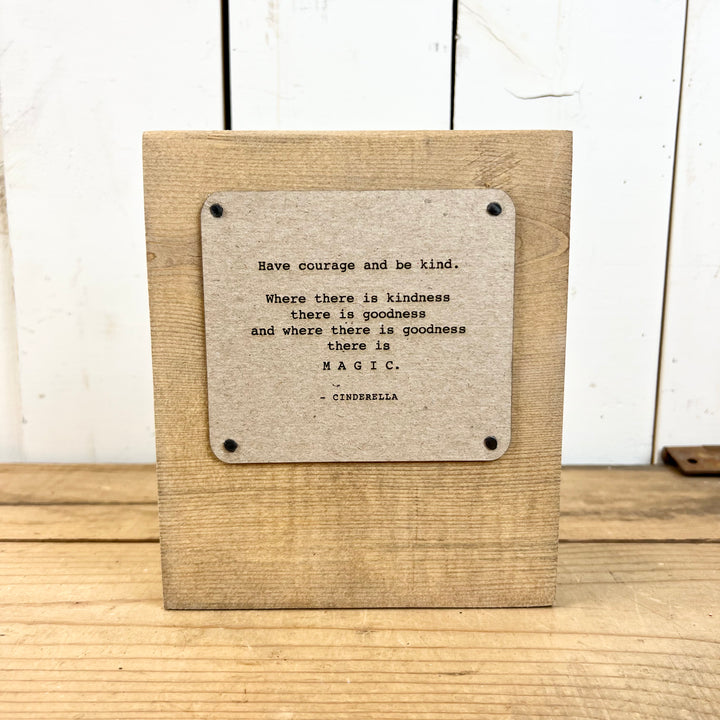 Have courage and be kind.
Where there is kindness
there is goodness
and where there is goodness
there is
M A G I C.
- CINDERELLA